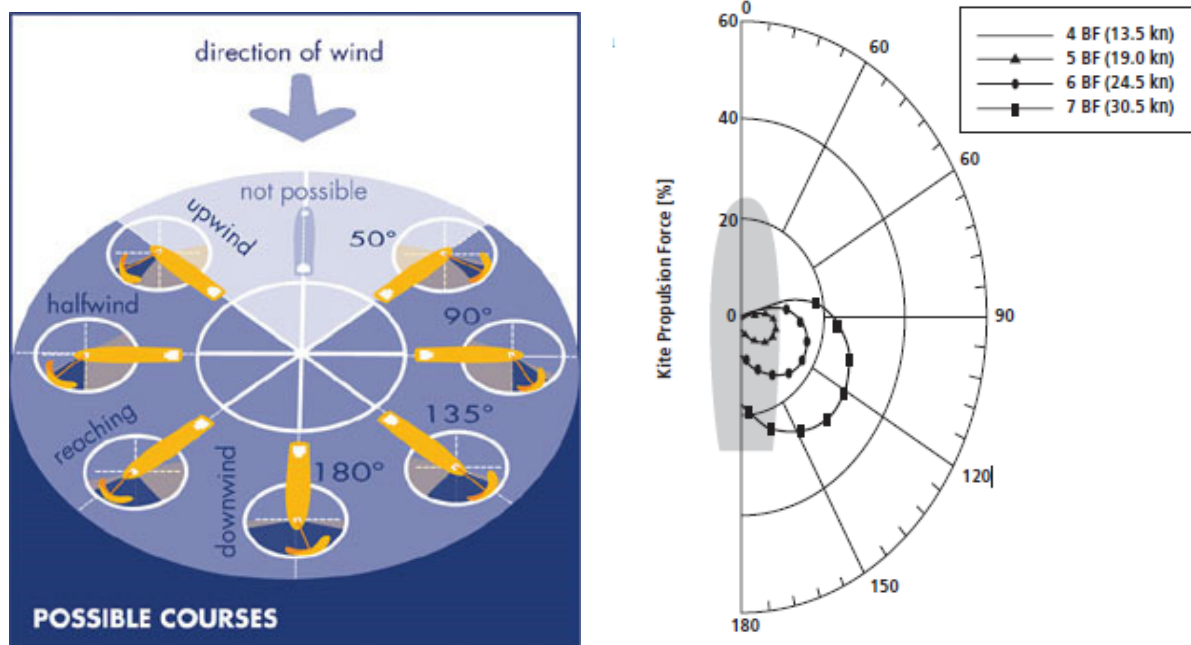 direction of wind
not possible
upwind
50°
halfwind
90°
reaching
135°
downwind
180°
POSSIBLE COURSES
0
60
60
40
60
20
Kite Propulsion Force [%]
0
90
120
150
180
4 BF (13.5 kn)
5 BF (19.0 kn)
6 BF (24.5 kn)
7 BF (30.5 kn)